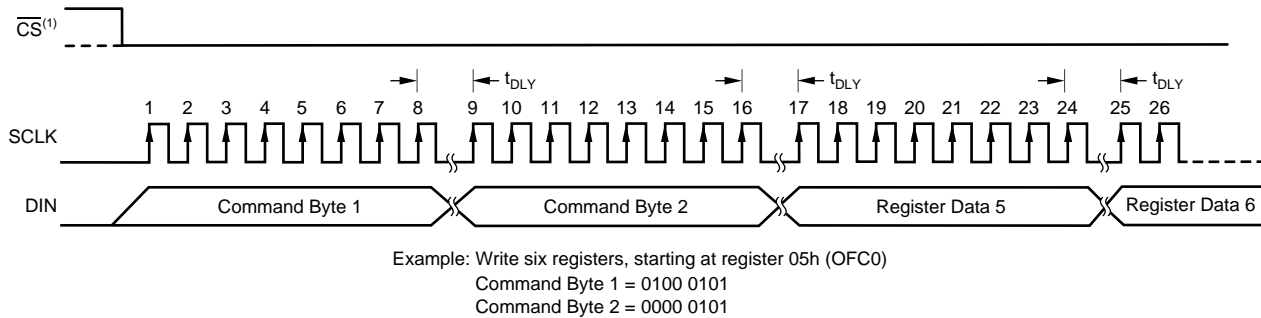 CS(1)
tDLY tDLY tDLY
1 2 3 4 5 6 7 8 9 10 11 12 13 14 15 16 17 18 19 20 21 22 23 24 25 26
SCLK
DIN Command Byte 1 Command Byte 2 Register Data 5 Register Data 6
Example: Write six registers, starting at register 05h (OFC0)
Command Byte 1 = 0100 0101
Command Byte 2 = 0000 0101